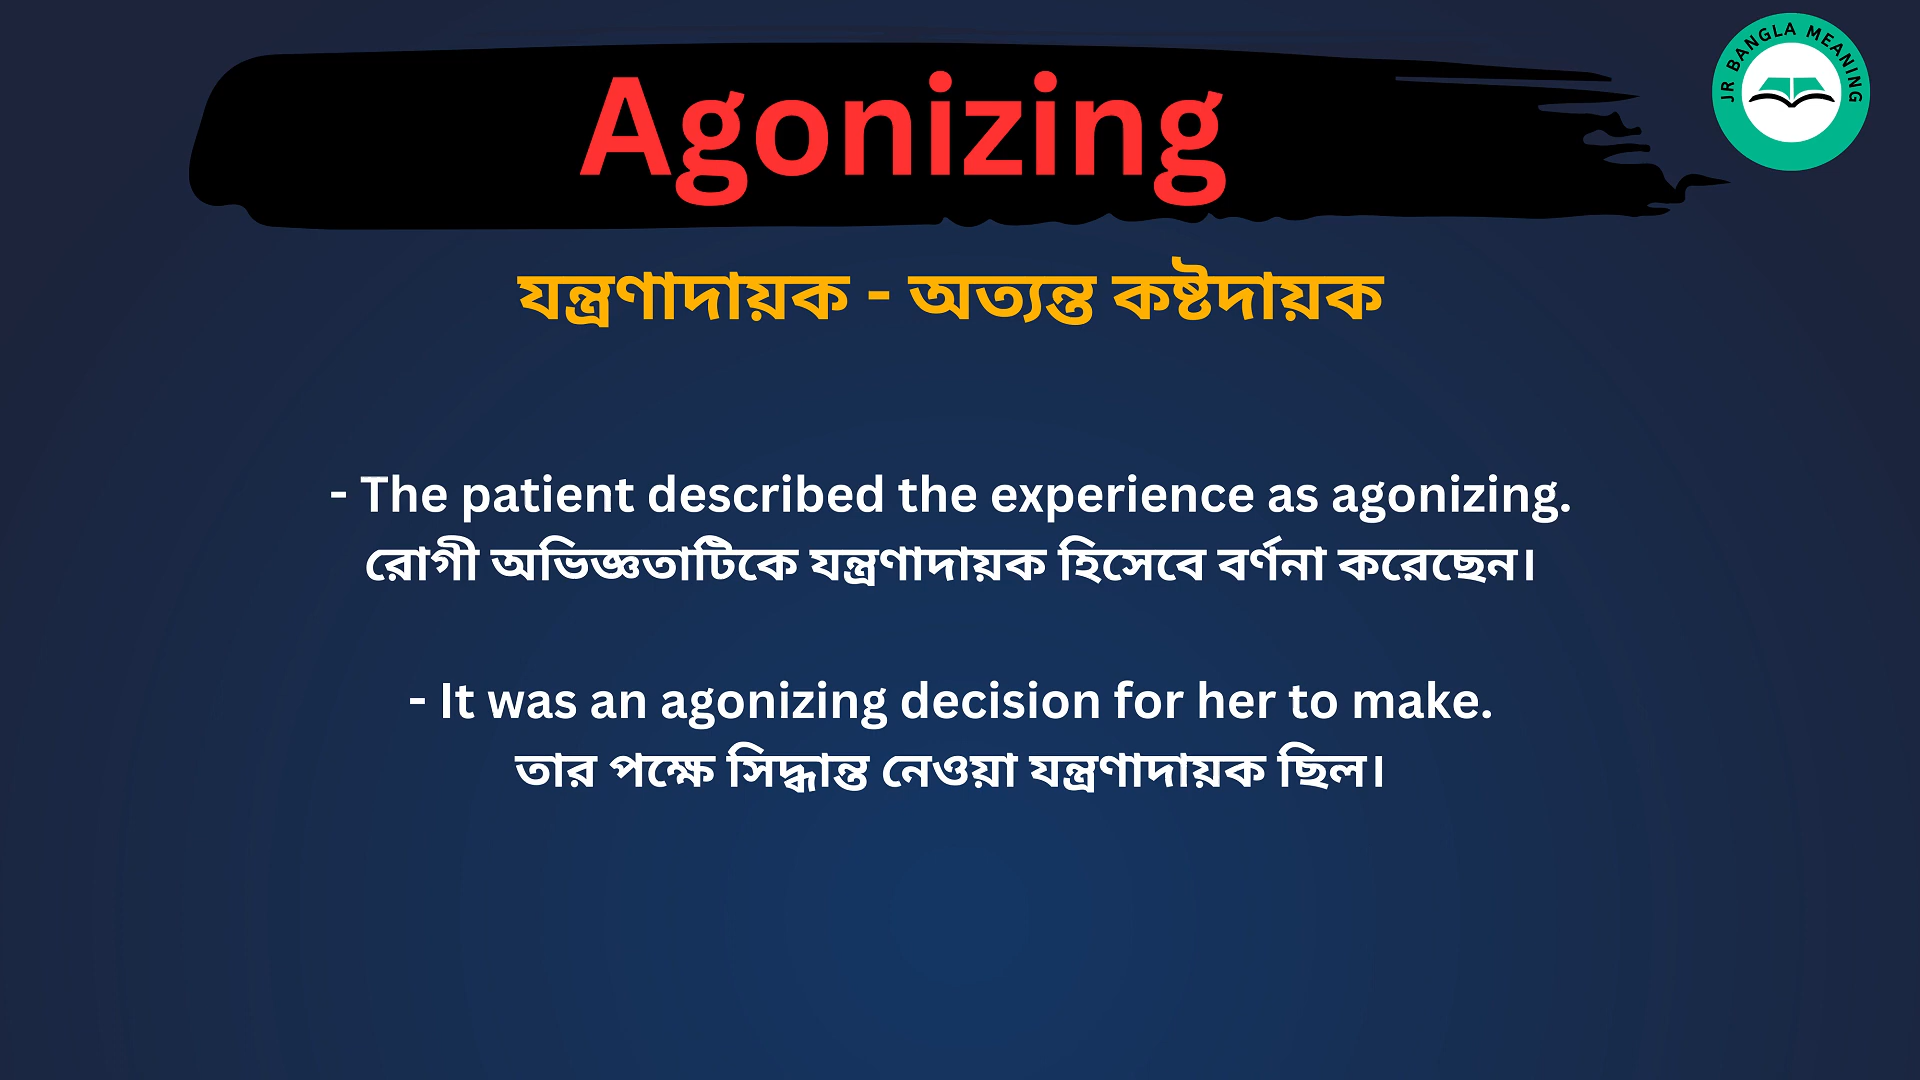 Agonizing
JR BANGLA MEANING
যন্ত্রণাদায়ক - অত্যন্ত কষ্টদায়ক
- The patient described the experience as agonizing.
রোগী অভিজ্ঞতাটিকে যন্ত্রণাদায়ক হিসেবে বর্ণনা করেছেন।
- It was an agonizing decision for her to make.
তার পক্ষে সিদ্ধান্ত নেওয়া যন্ত্রণাদায়ক ছিল।